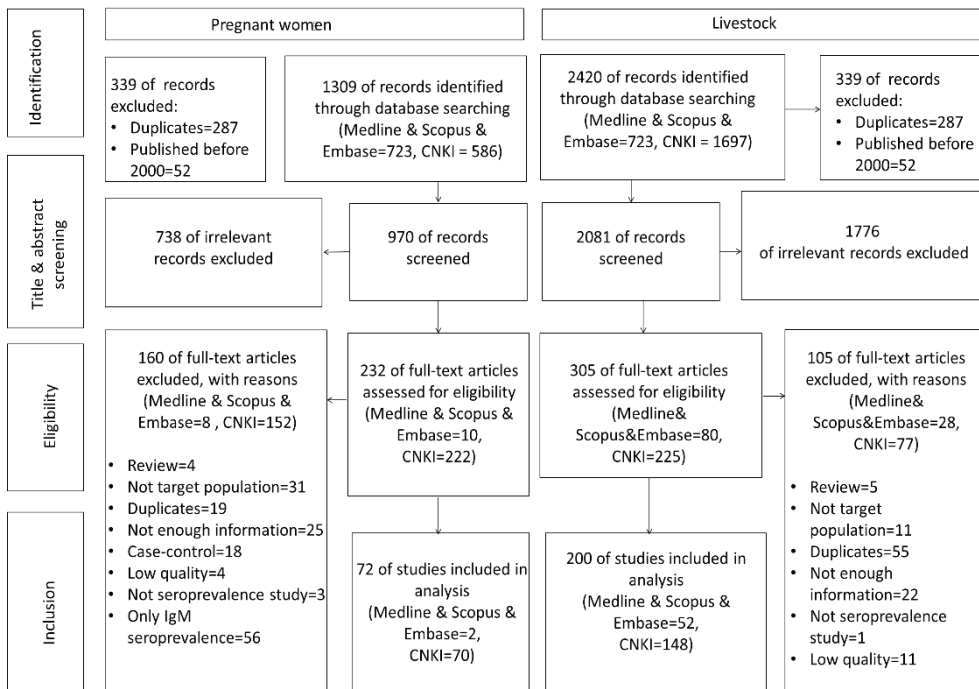 Pregnant women
Livestock
Identification
339 of records
excluded:
• Duplicates=287
• Published before
2000=52
1309 of records identified
through database searching
(Medline & Scopus &
Embase=723, CNKI = 586)
2420 of records identified
through database searching
(Medline & Scopus &
Embase=723, CNKI = 1697)
339 of records
excluded:
• Duplicates=287
• Published before
2000=52
Title & abstract
screening
738 of irrelevant
records excluded
970 of records
screened
2081 of records
screened
1776
of irrelevant records excluded
Eligibility
160 of full-text articles
excluded, with reasons
(Medline & Scopus &
Embase=8 , CNKI=152)
• Review=4
• Not target population=31
• Duplicates=19
• Not enough information=25
• Case-control=18
• Low quality=4
• Not seroprevalence study=3
• Only IgM
seroprevalence=56
232 of full-text articles
assessed for eligibility
(Medline & Scopus &
Embase=10,
CNKI=222)
305 of full-text articles
assessed for eligibility
(Medline&
Scopus&Embase=80,
CNKI=225)
105 of full-text articles
excluded, with reasons
(Medline&
Scopus&Embase=28,
CNKI=77)
• Review=5
• Not target
population=11
• Duplicates=55
• Not enough
information=22
• Not seroprevalence
study=1
• Low quality=11
Inclusion
72 of studies included in
analysis
(Medline & Scopus &
Embase=2,
CNKI=70)
200 of studies included in
analysis
(Medline & Scopus &
Embase=52,
CNKI=148)